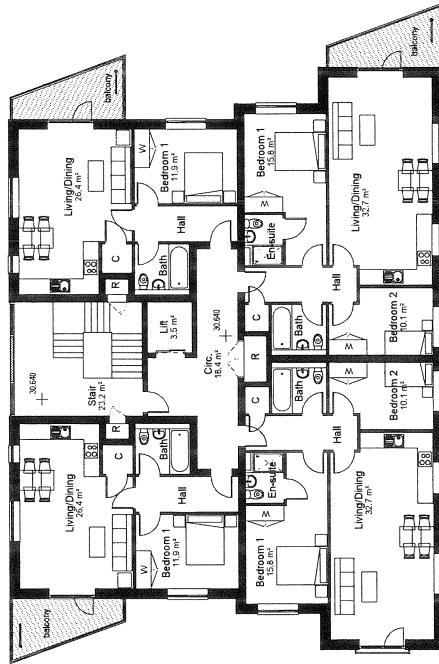 balcony
balcony
Living/Dining
26.4 m²
W
Bedroom 1
11.9 m²
Bedroom 1
15.8 m²
W
Living/Dining
32.7 m²
Hall
En-suite
C
Bath
R
C
Hall
Bath
Bedroom 2
10.1 m²
W
30.640
Stair
23.2 m²
Lift
3.5 m²
30.640
Circ.
18.4 m²
R
R
C
Bath
W
Bedroom 2
10.1 m²
C
Bath
Hall
Hall
En-suite
Living/Dining
26.4 m²
W
Bedroom 1
11.9 m²
W
Bedroom 1
15.8 m²
Living/Dining
32.7 m²
balcony